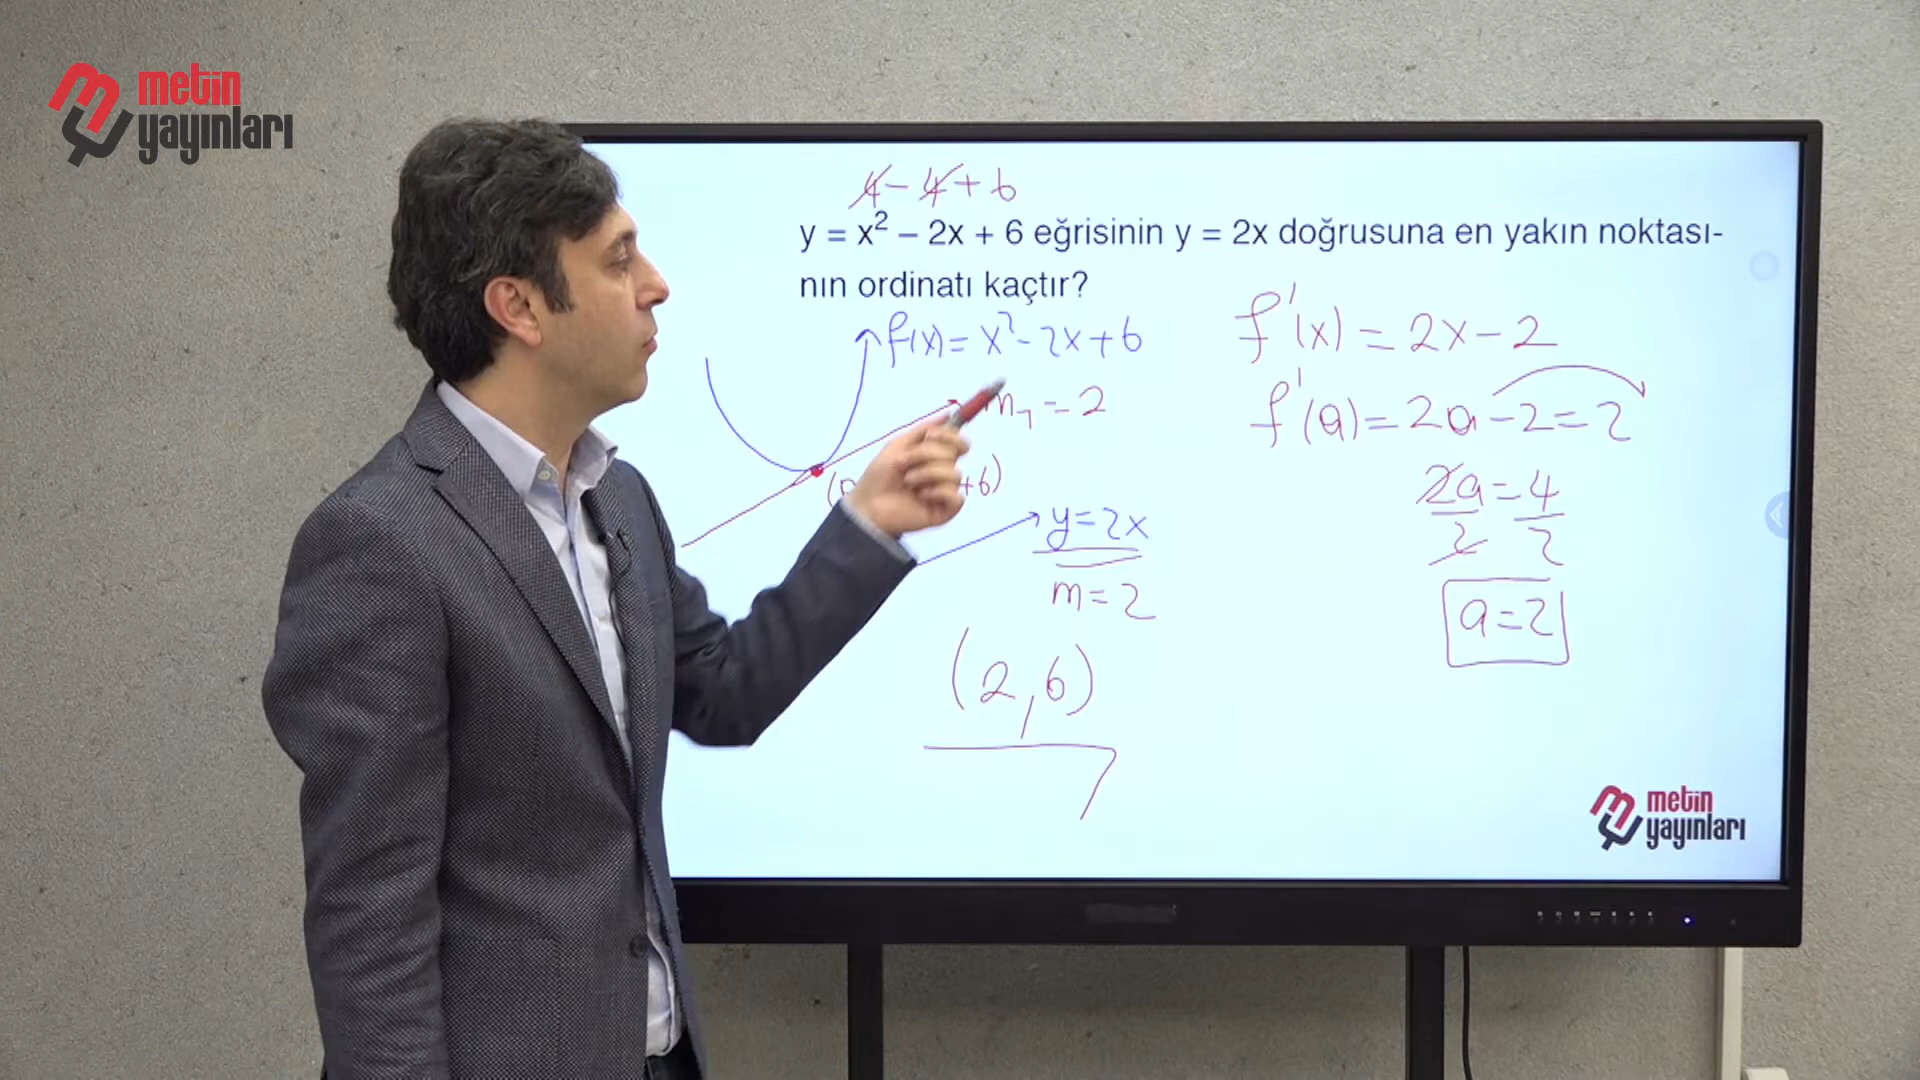 metin
yayınları
4 - 4 + 6
y = x² – 2x + 6 eğrisinin y = 2x doğrusuna en yakın noktası-
nın ordinatı kaçtır?
f(x) = x² - 2x + 6
f'(x) = 2x - 2
m₁ = 2
f'(a) = 2a - 2 = 2
+6)
2a = 4
2 2
y = 2x
m = 2
a = 2
(2,6)
metin
yayınları